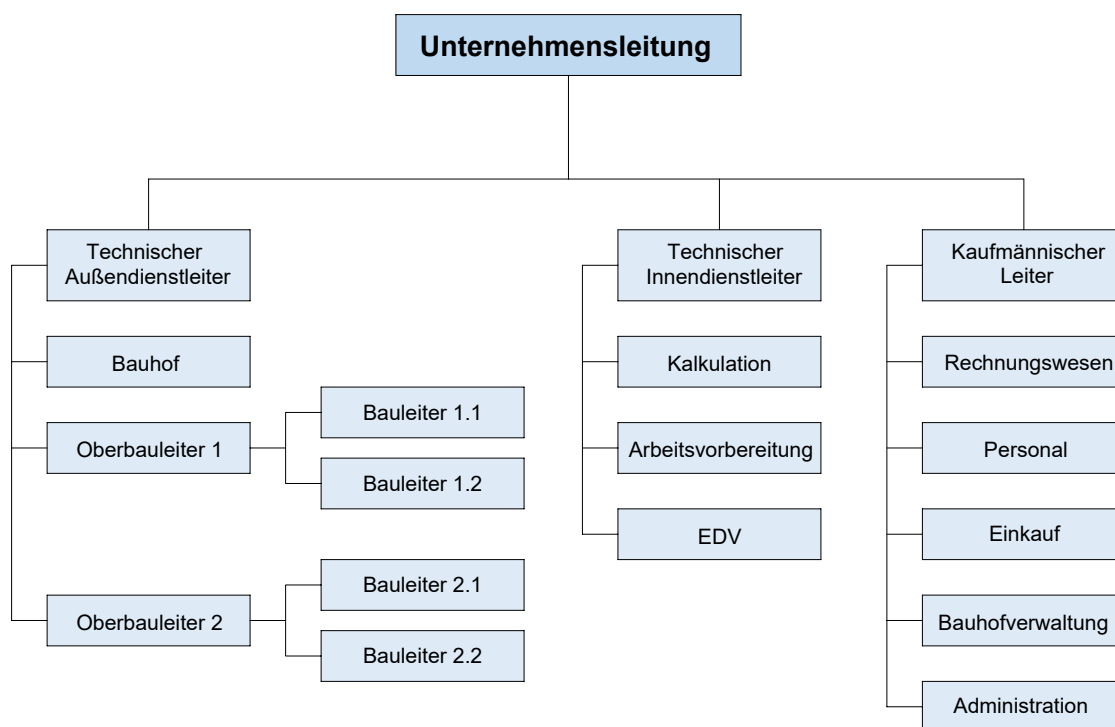 Unternehmensleitung
Technischer
Außendienstleiter
Bauhof
Oberbauleiter 1
Bauleiter 1.1
Bauleiter 1.2
Oberbauleiter 2
Bauleiter 2.1
Bauleiter 2.2
Technischer
Innendienstleiter
Kalkulation
Arbeitsvorbereitung
EDV
Kaufmännischer
Leiter
Rechnungswesen
Personal
Einkauf
Bauhofverwaltung
Administration